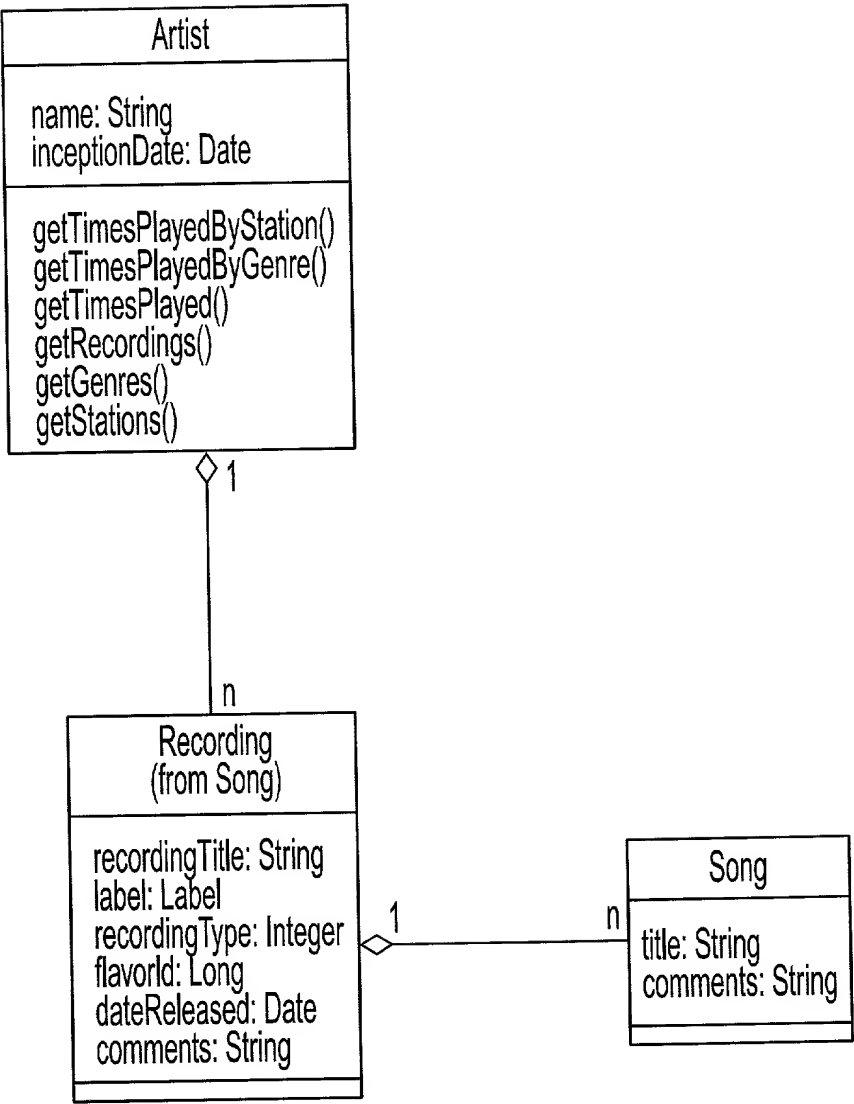 Artist
name: String
inceptionDate: Date
getTimesPlayedByStation()
getTimesPlayedByGenre()
getTimesPlayed()
getRecordings()
getGenres()
getStations()
1
n
Recording
(from Song)
recordingTitle: String
label: Label
recordingType: Integer
flavorId: Long
dateReleased: Date
comments: String
1
n
Song
title: String
comments: String